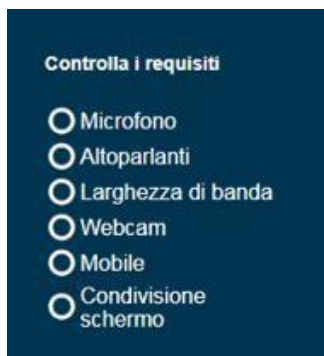 Controlla i requisiti
Microfono
Altoparlanti
Larghezza di banda
Webcam
Mobile
Condivisione
schermo